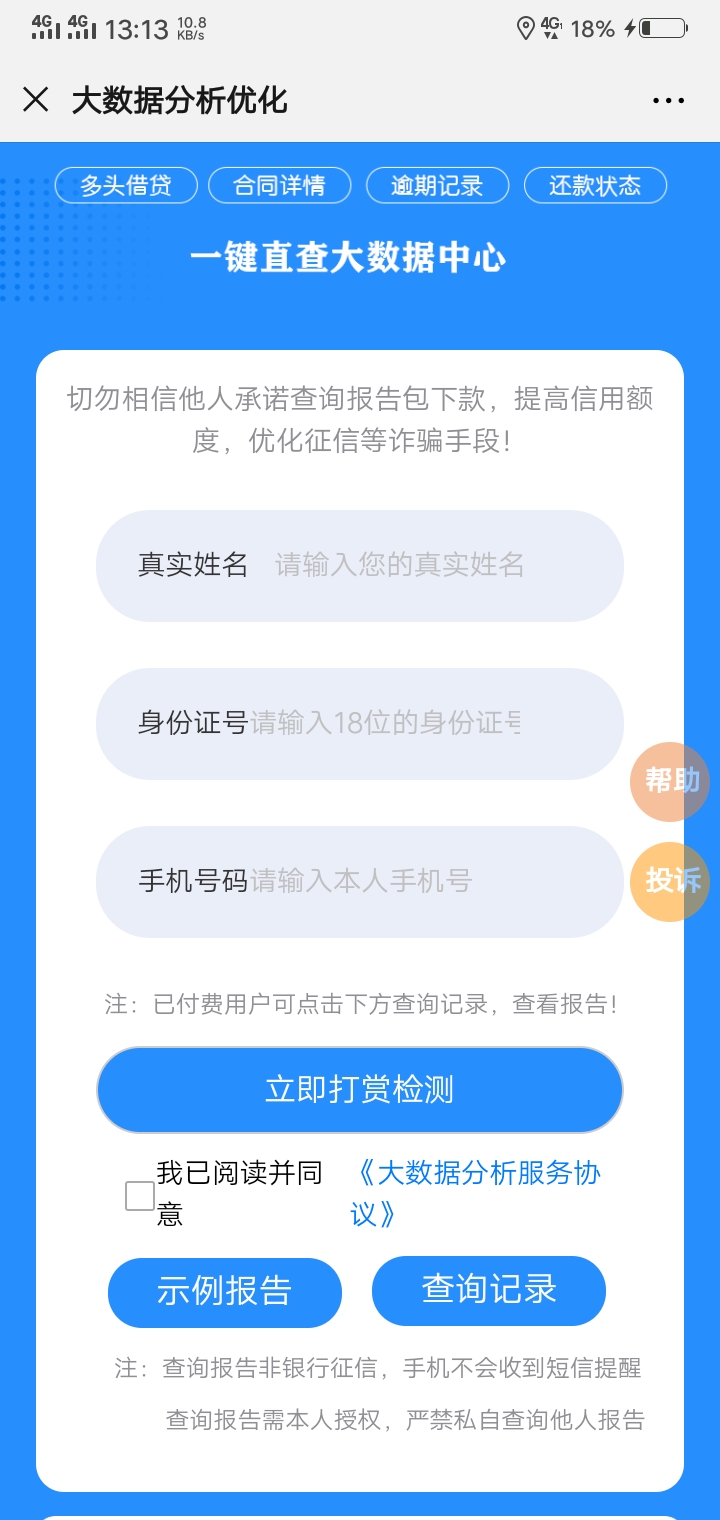 4G 4G 13:13 10.8 KB/s 4G 18%
大数据分析优化
多头借贷 合同详情 逾期记录 还款状态
一键直查大数据中心
切勿相信他人承诺查询报告包下款，提高信用额
度，优化征信等诈骗手段！
真实姓名 请输入您的真实姓名
身份证号请输入18位的身份证号
帮助
手机号码请输入本人手机号
投诉
注：已付费用户可点击下方查询记录，查看报告！
立即打赏检测
我已阅读并同 《大数据分析服务协
意 议》
示例报告 查询记录
注：查询报告非银行征信，手机不会收到短信提醒
查询报告需本人授权，严禁私自查询他人报告